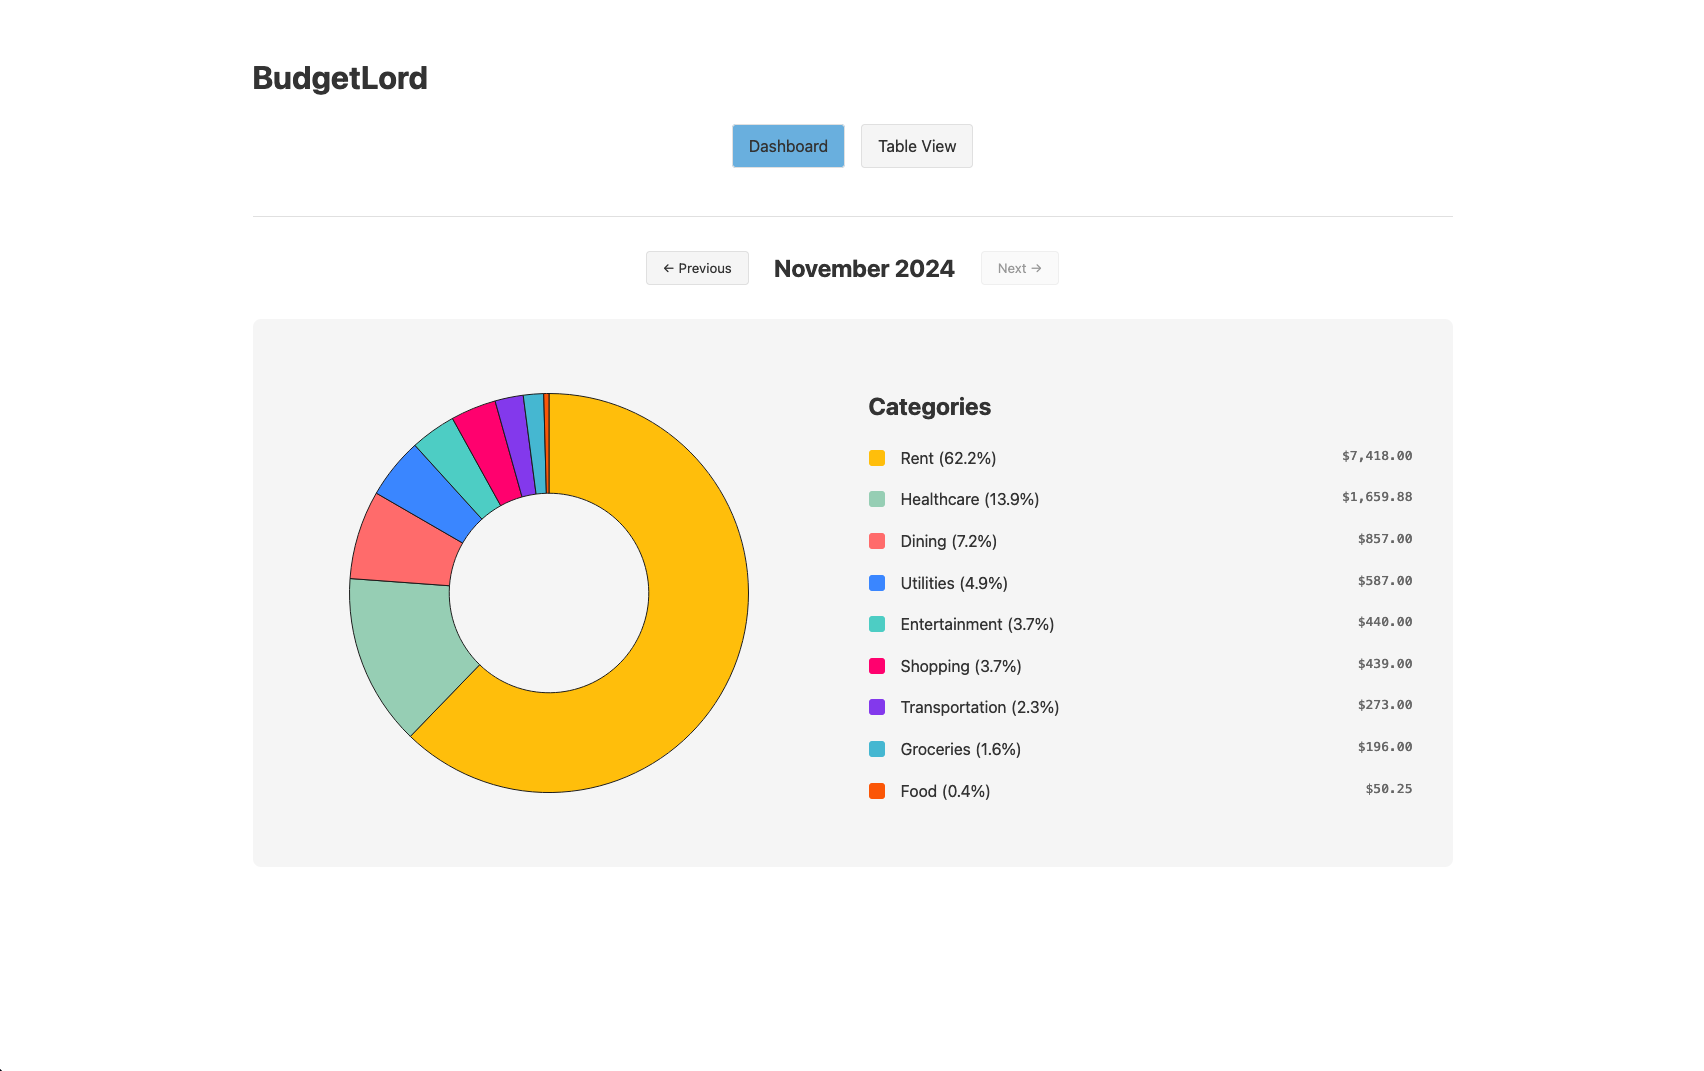 BudgetLord
Dashboard Table View
← Previous November 2024 Next →
Categories
Rent (62.2%) $7,418.00
Healthcare (13.9%) $1,659.88
Dining (7.2%) $857.00
Utilities (4.9%) $587.00
Entertainment (3.7%) $440.00
Shopping (3.7%) $439.00
Transportation (2.3%) $273.00
Groceries (1.6%) $196.00
Food (0.4%) $50.25